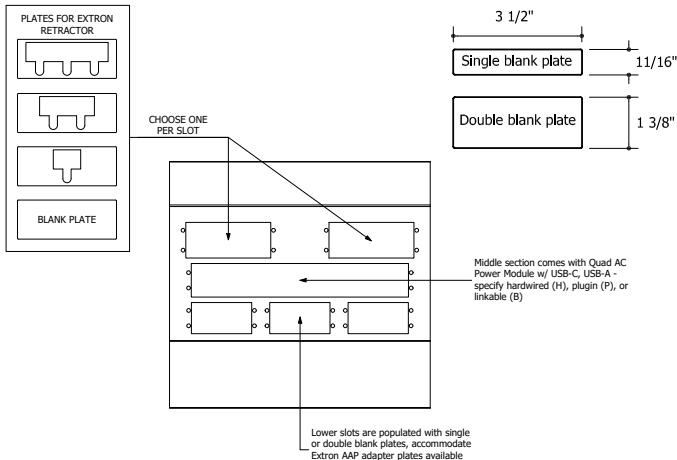 PLATES FOR EXTRON
RETRACTOR
BLANK PLATE
CHOOSE ONE
PER SLOT
3 1/2"
Single blank plate
11/16"
Double blank plate
1 3/8"
Middle section comes with Quad AC
Power Module w/ USB-C, USB-A -
specify hardwired (H), plugin (P), or
linkable (B)
Lower slots are populated with single
or double blank plates, accommodate
Extron AAP adapter plates available